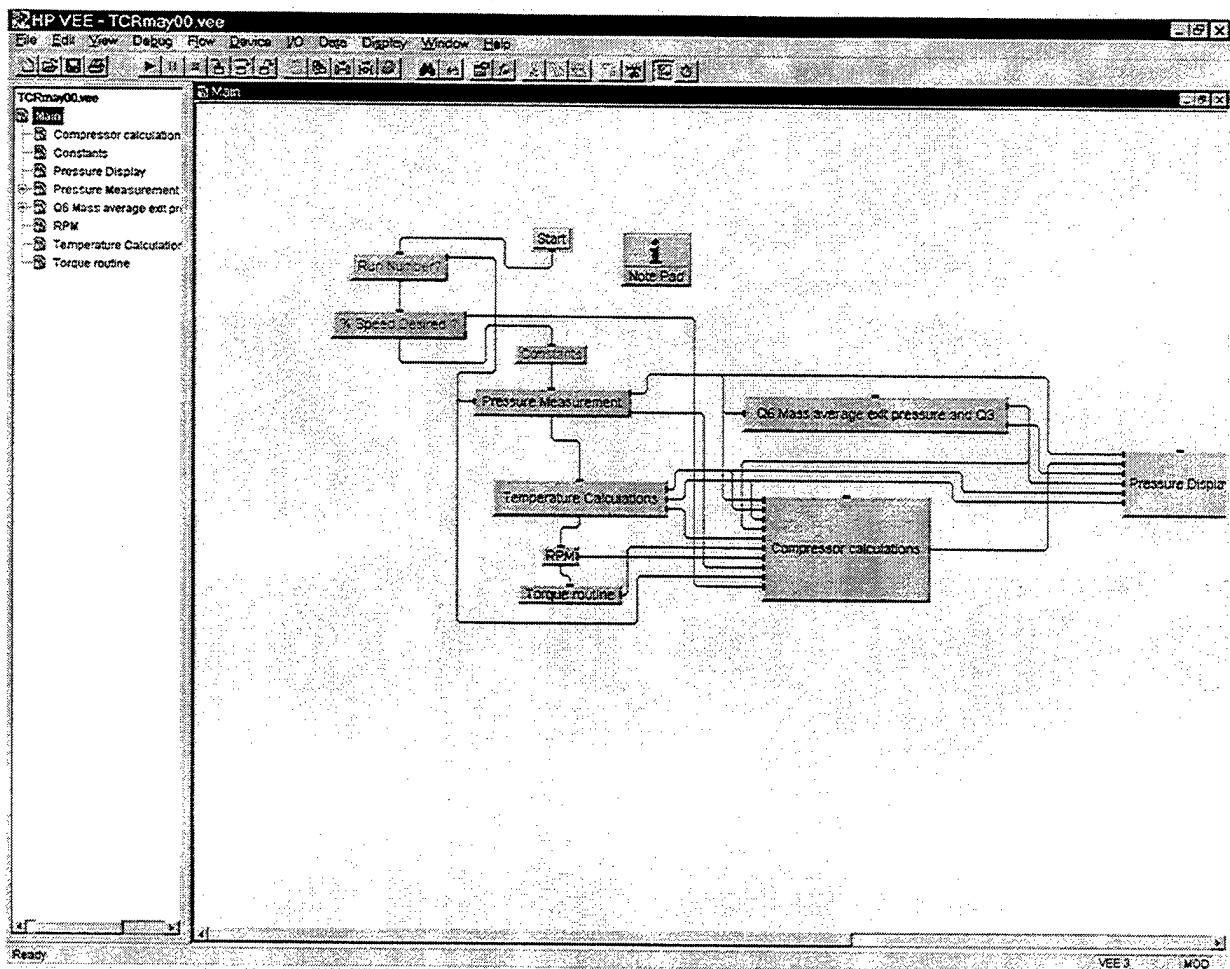 HP VEE - TCRmay00.vee
File Edit View Debug Flow Device I/O Data Display Window Help
TCRmay00.vee
Main
Compressor calculation
Constants
Pressure Display
Pressure Measurement
Q6 Mass average exit pr
RPM
Temperature Calculation
Torque routine
Main
Start
Run Number?
i
Note Pad
% Speed Desired ?
Constants
Pressure Measurement
Q6 Mass average exit pressure and Q3
Pressure Displa
Temperature Calculations
Compressor calculations
RPM
Torque routine
Ready
VEE 3 MOD